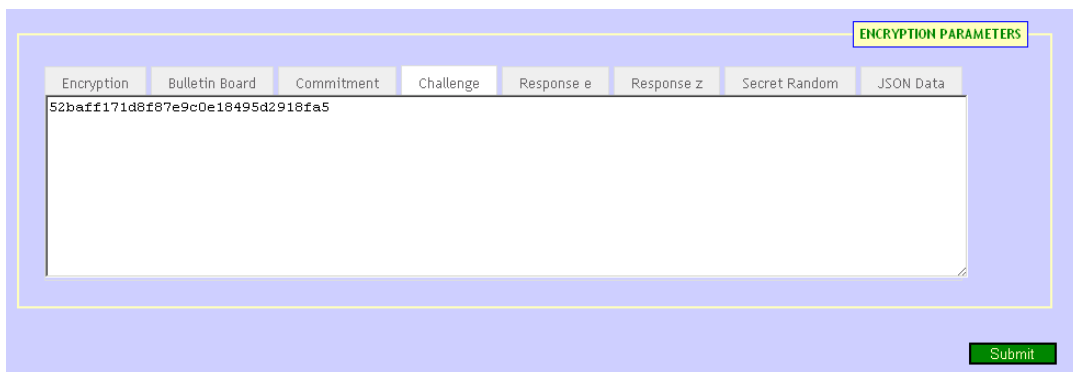 ENCRYPTION PARAMETERS
Encryption Bulletin Board Commitment Challenge Response e Response z Secret Random JSON Data
52baff171d8f87e9c0e18495d2918fa5
Submit